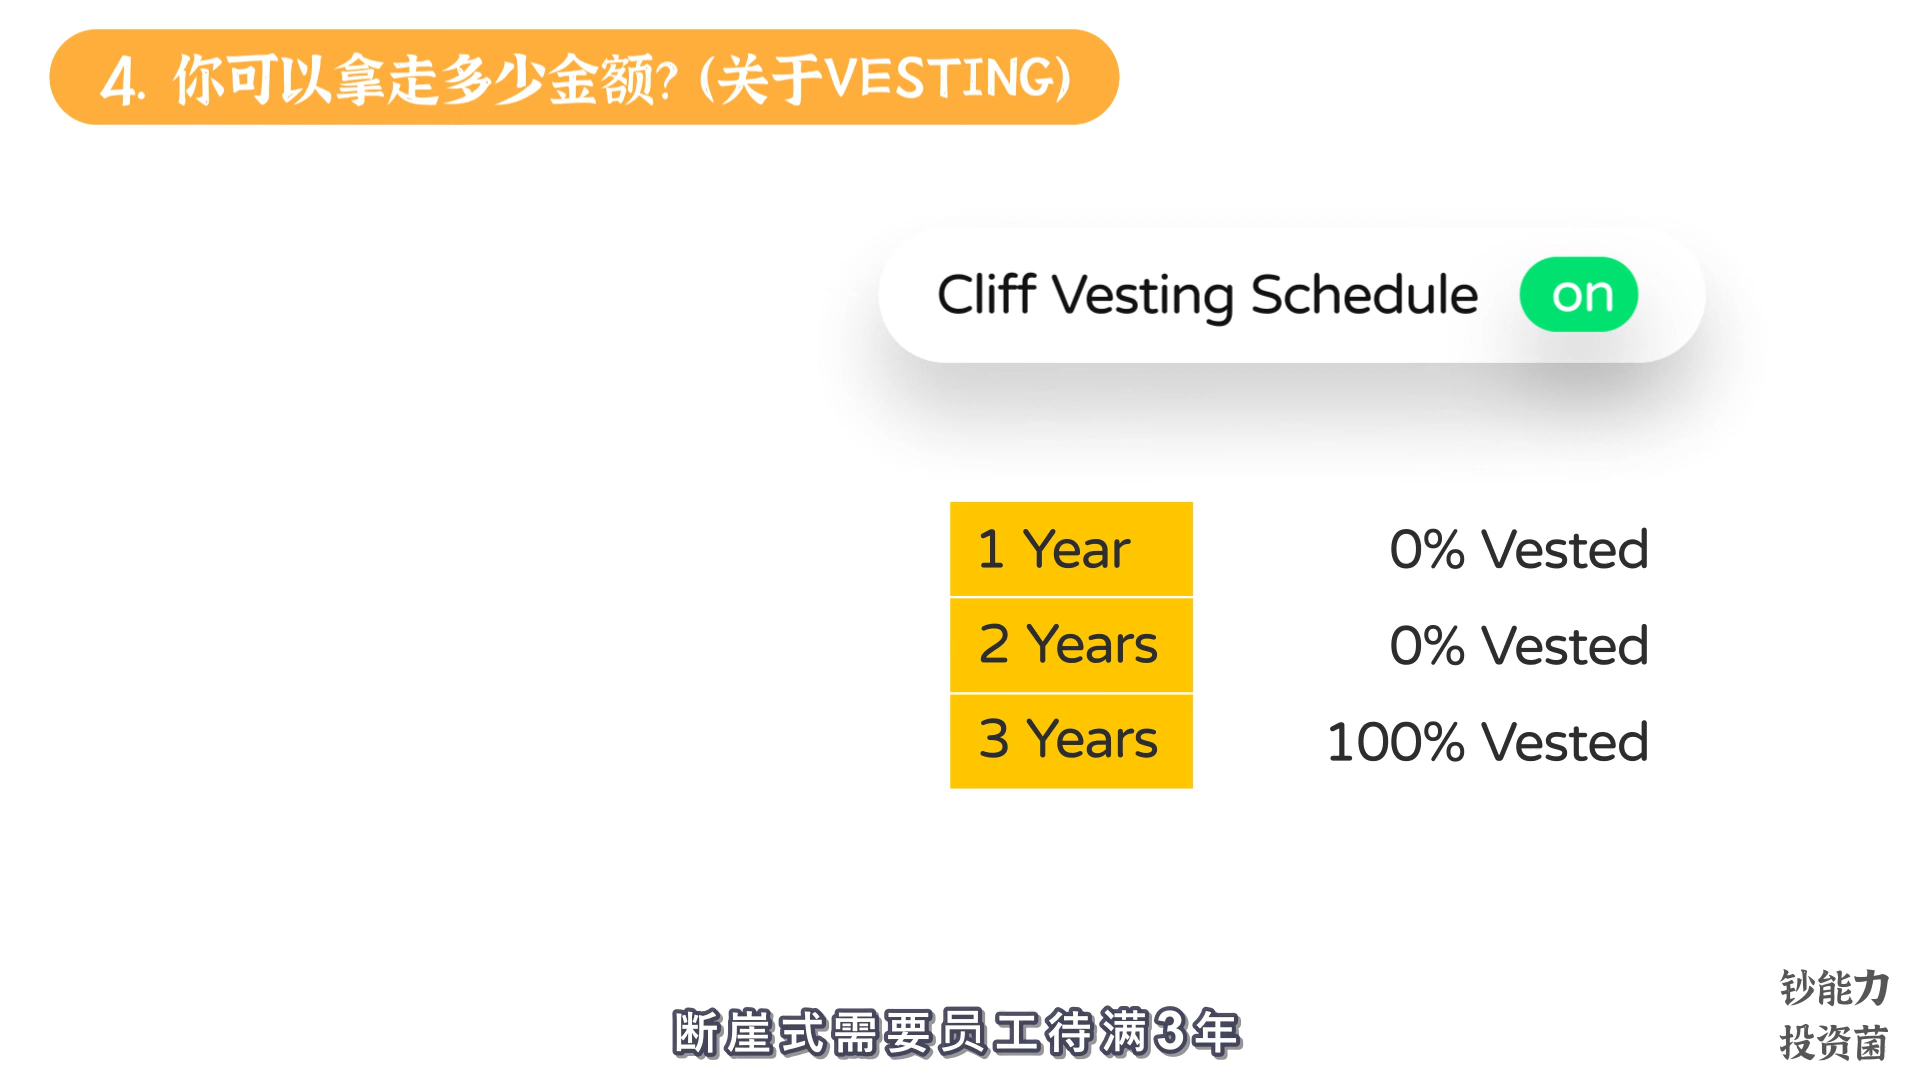 4. 你可以拿走多少金额? (关于VESTING)
Cliff Vesting Schedule on
1 Year 0% Vested
2 Years 0% Vested
3 Years 100% Vested
断崖式需要员工待满3年
钞能力
投资菌